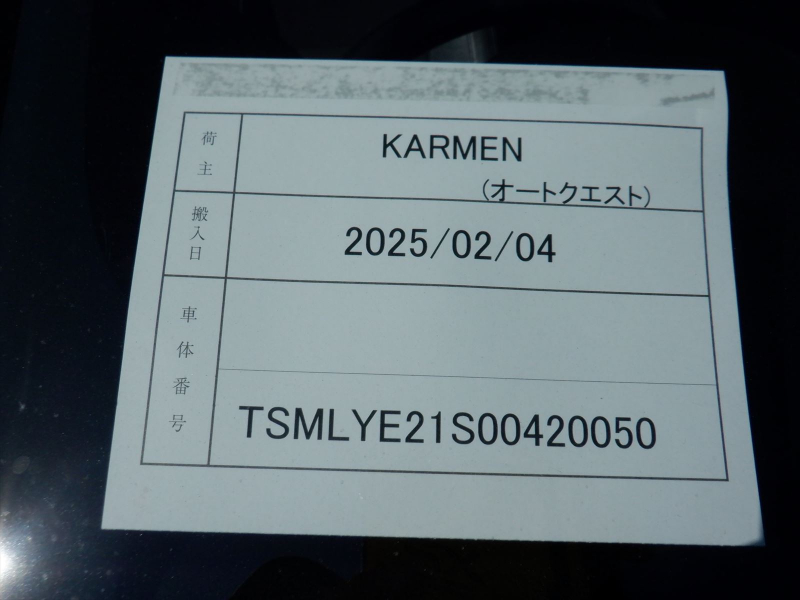 荷主
KARMEN
(オートクエスト)
搬入日
2025/02/04
車体番号
TSMLYE21S00420050